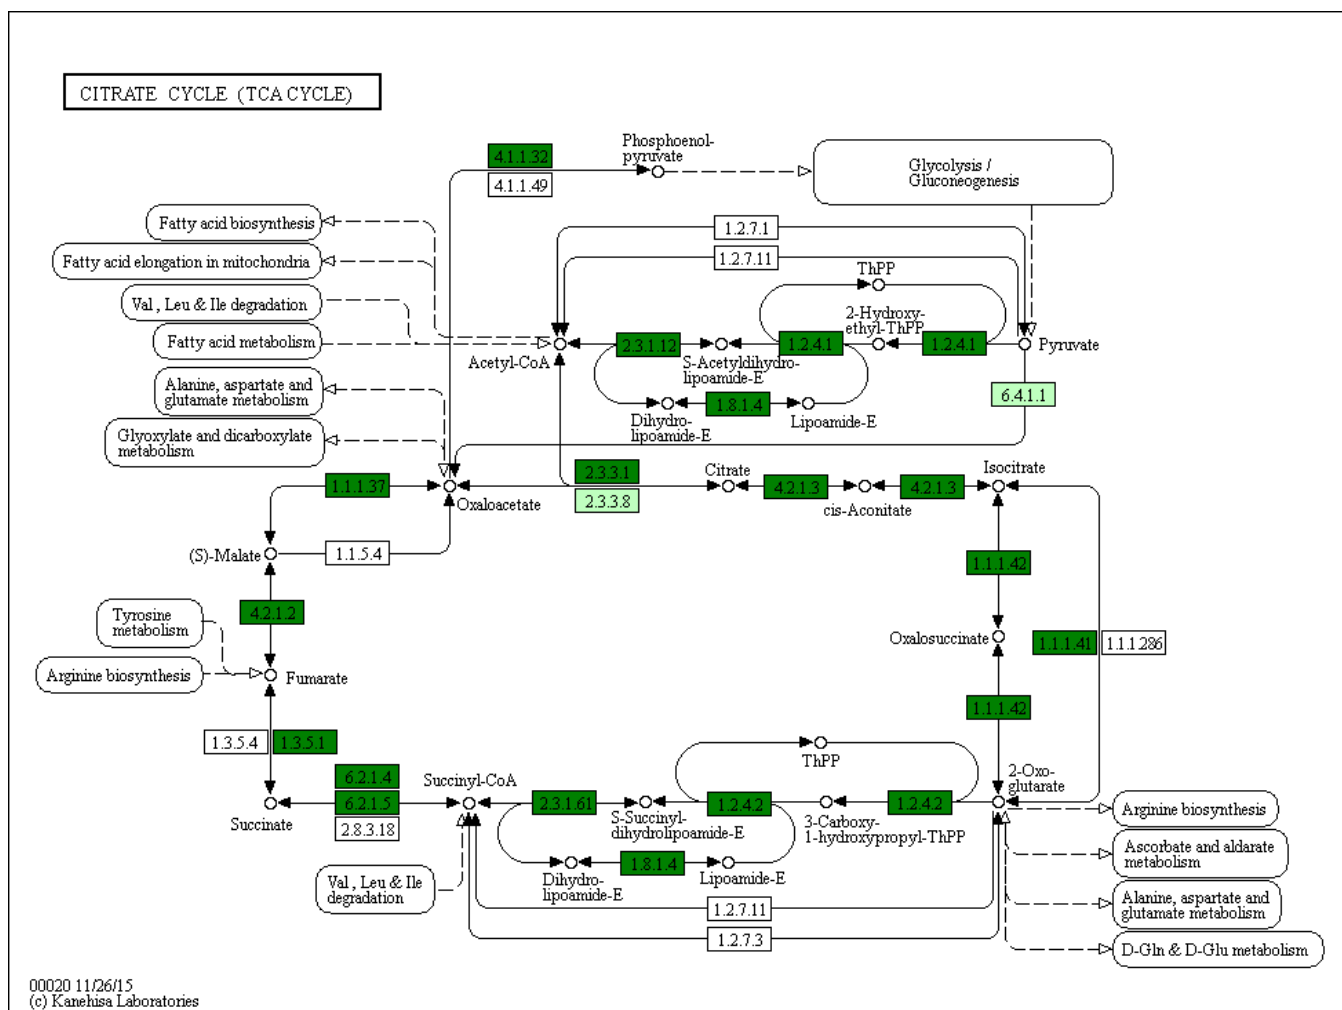 CITRATE CYCLE (TCA CYCLE)
Phosphoenol-
pyruvate
4.1.1.32
4.1.1.49
Glycolysis /
Gluconeogenesis
Fatty acid biosynthesis
Fatty acid elongation in mitochondria
Val, Leu & Ile degradation
Fatty acid metabolism
1.2.7.1
1.2.7.11
ThPP
2-Hydroxy-
ethyl-ThPP
2.3.1.12
1.2.4.1
1.2.4.1
Pyruvate
Acetyl-CoA
S-Acetyldihydro-
lipoamide-E
6.4.1.1
1.8.1.4
Dihydro-
lipoamide-E
Lipoamide-E
Alanine, aspartate and
glutamate metabolism
Glyoxylate and dicarboxylate
metabolism
1.1.1.37
Oxaloacetate
2.3.3.1
2.3.3.8
Citrate
4.2.1.3
cis-Aconitate
4.2.1.3
Isocitrate
(S)-Malate
1.1.5.4
1.1.1.42
4.2.1.2
Tyrosine
metabolism
Oxalosuccinate
1.1.1.41
1.1.1.286
Arginine biosynthesis
Fumarate
1.1.1.42
1.3.5.4
1.3.5.1
ThPP
6.2.1.4
6.2.1.5
2.8.3.18
Succinate
Succinyl-CoA
2.3.1.61
1.2.4.2
1.2.4.2
2-Oxo-
glutarate
S-Succinyl-
dihydrolipoamide-E
3-Carboxy-
1-hydroxypropyl-ThPP
1.8.1.4
Dihydro-
lipoamide-E
Lipoamide-E
Val, Leu & Ile
degradation
1.2.7.11
1.2.7.3
Arginine biosynthesis
Ascorbate and aldarate
metabolism
Alanine, aspartate and
glutamate metabolism
D-Gln & D-Glu metabolism
00020 11/26/15
(c) Kanehisa Laboratories